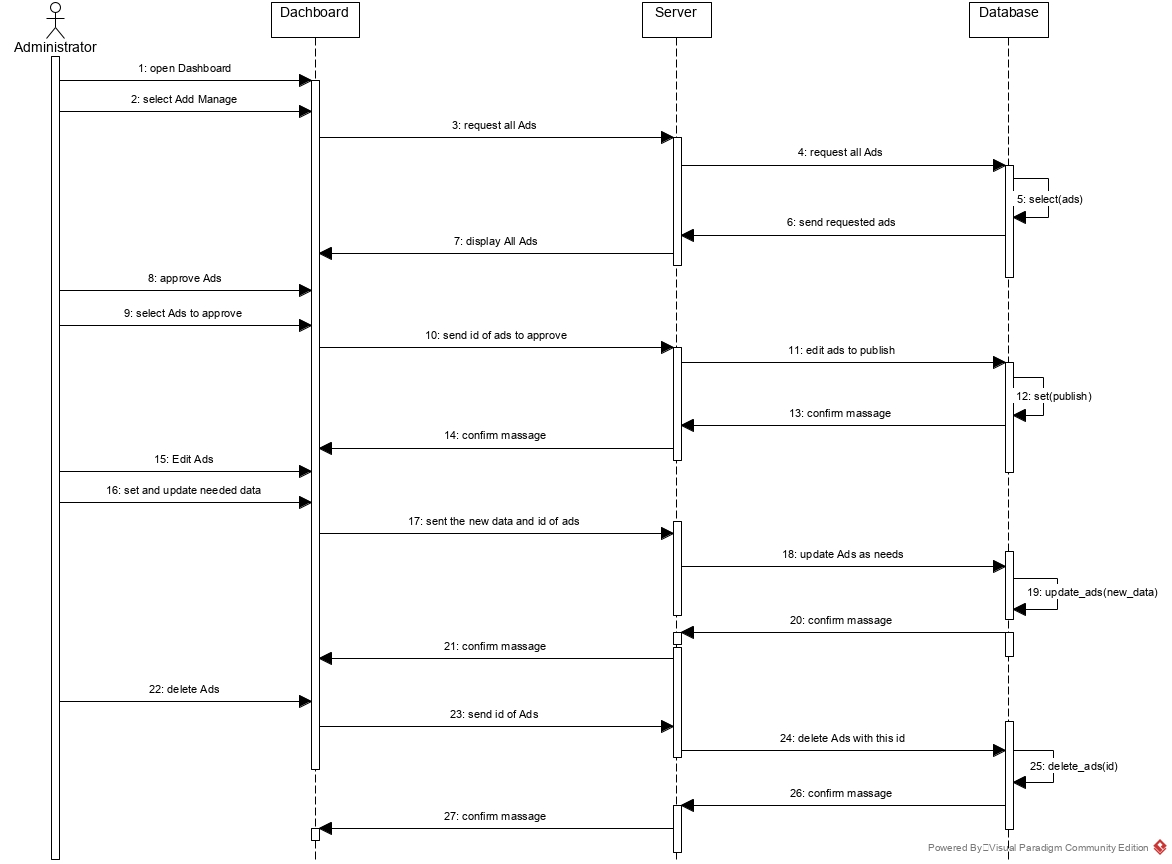 Dachboard
Server
Database
Administrator
1: open Dashboard
2: select Add Manage
3: request all Ads
4: request all Ads
5: select(ads)
6: send requested ads
7: display All Ads
8: approve Ads
9: select Ads to approve
10: send id of ads to approve
11: edit ads to publish
12: set(publish)
13: confirm massage
14: confirm massage
15: Edit Ads
16: set and update needed data
17: sent the new data and id of ads
18: update Ads as needs
19: update_ads(new_data)
20: confirm massage
21: confirm massage
22: delete Ads
23: send id of Ads
24: delete Ads with this id
25: delete_ads(id)
26: confirm massage
27: confirm massage
Powered By Visual Paradigm Community Edition